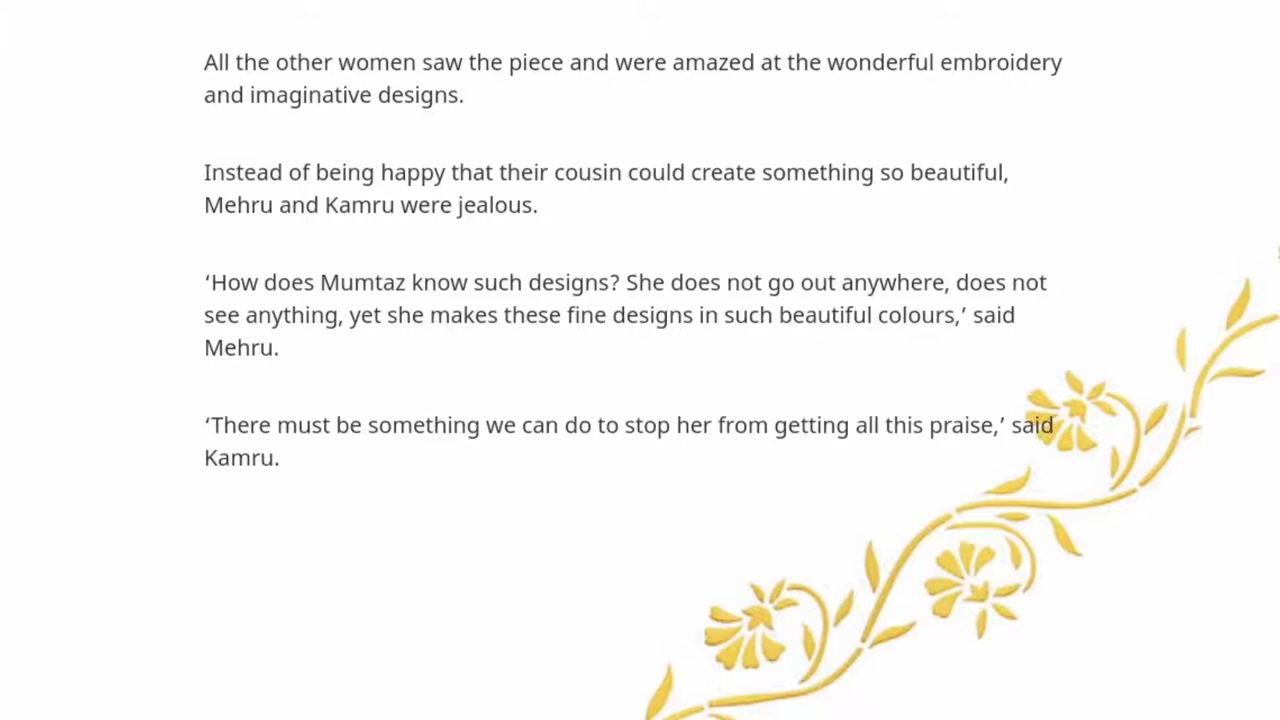 All the other women saw the piece and were amazed at the wonderful embroidery
and imaginative designs.
Instead of being happy that their cousin could create something so beautiful,
Mehru and Kamru were jealous.
‘How does Mumtaz know such designs? She does not go out anywhere, does not
see anything, yet she makes these fine designs in such beautiful colours,’ said
Mehru.
‘There must be something we can do to stop her from getting all this praise,’ said
Kamru.